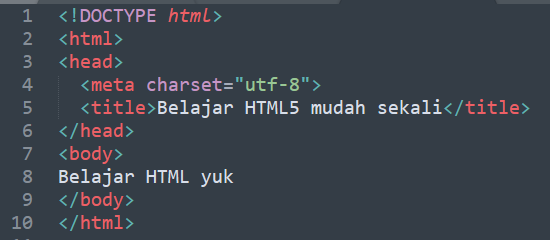 1 <!DOCTYPE html>
2 <html>
3 <head>
4   <meta charset="utf-8">
5   <title>Belajar HTML5 mudah sekali</title>
6 </head>
7 <body>
8 Belajar HTML yuk
9 </body>
10 </html>